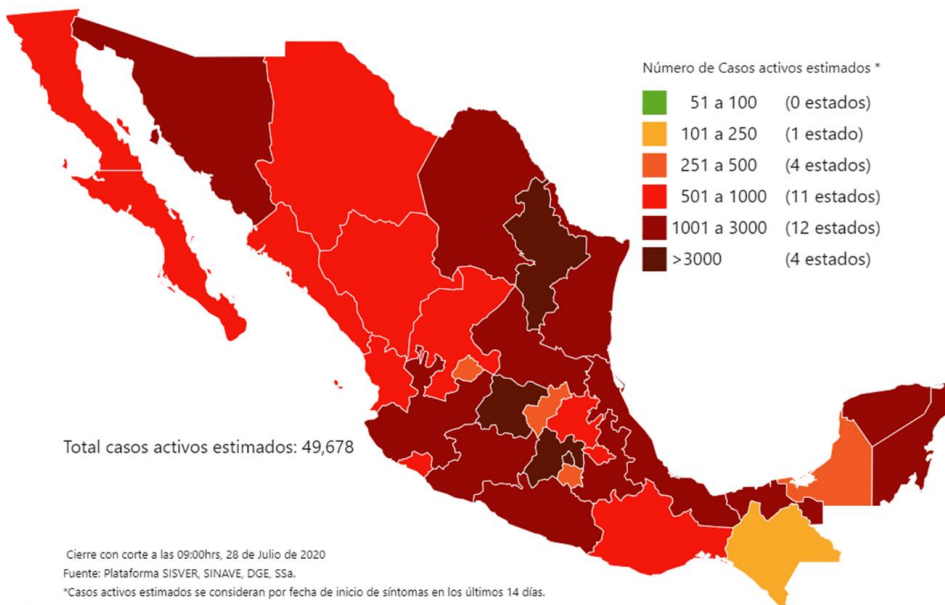 Número de Casos activos estimados *
51 a 100 (0 estados)
101 a 250 (1 estado)
251 a 500 (4 estados)
501 a 1000 (11 estados)
1001 a 3000 (12 estados)
>3000 (4 estados)
Total casos activos estimados: 49,678
Cierre con corte a las 09:00hrs, 28 de Julio de 2020
Fuente: Plataforma SISVER, SINAVE, DGE, SSa.
*Casos activos estimados se consideran por fecha de inicio de síntomas en los últimos 14 días.